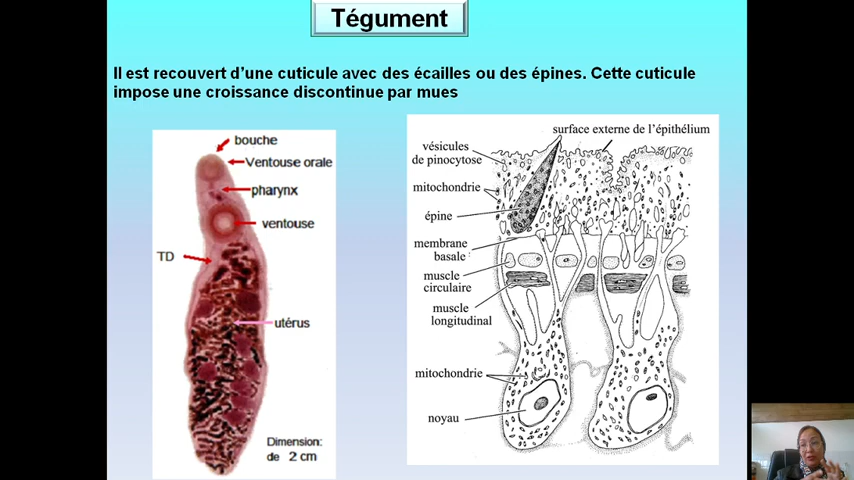 Tégument
Il est recouvert d'une cuticule avec des écailles ou des épines. Cette cuticule
impose une croissance discontinue par mues
bouche
Ventouse orale
pharynx
ventouse
TD
utérus
Dimension:
de 2 cm
surface externe de l'épithélium
vésicules
de pinocytose
mitochondrie
épine
membrane
basale
muscle
circulaire
muscle
longitudinal
mitochondrie
noyau